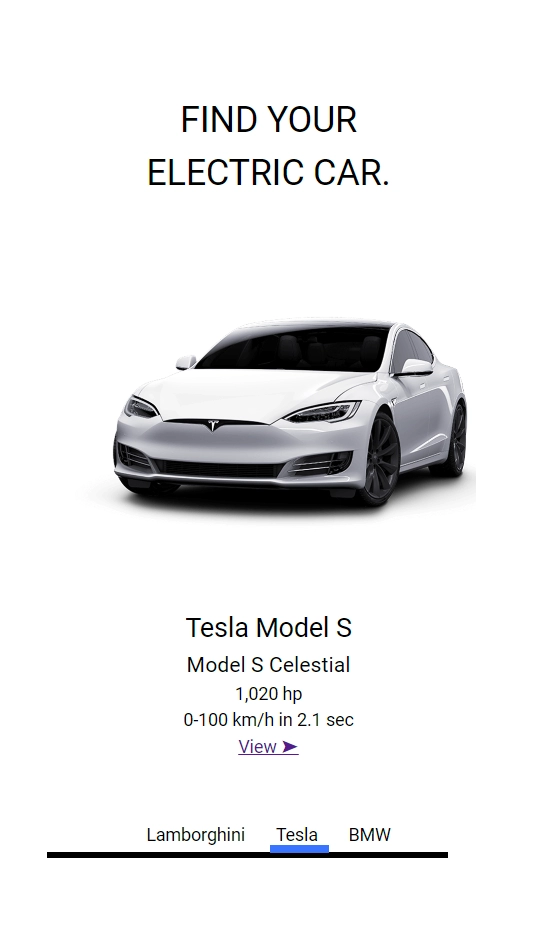 FIND YOUR
ELECTRIC CAR.
Tesla Model S
Model S Celestial
1,020 hp
0-100 km/h in 2.1 sec
View ➤
Lamborghini Tesla BMW